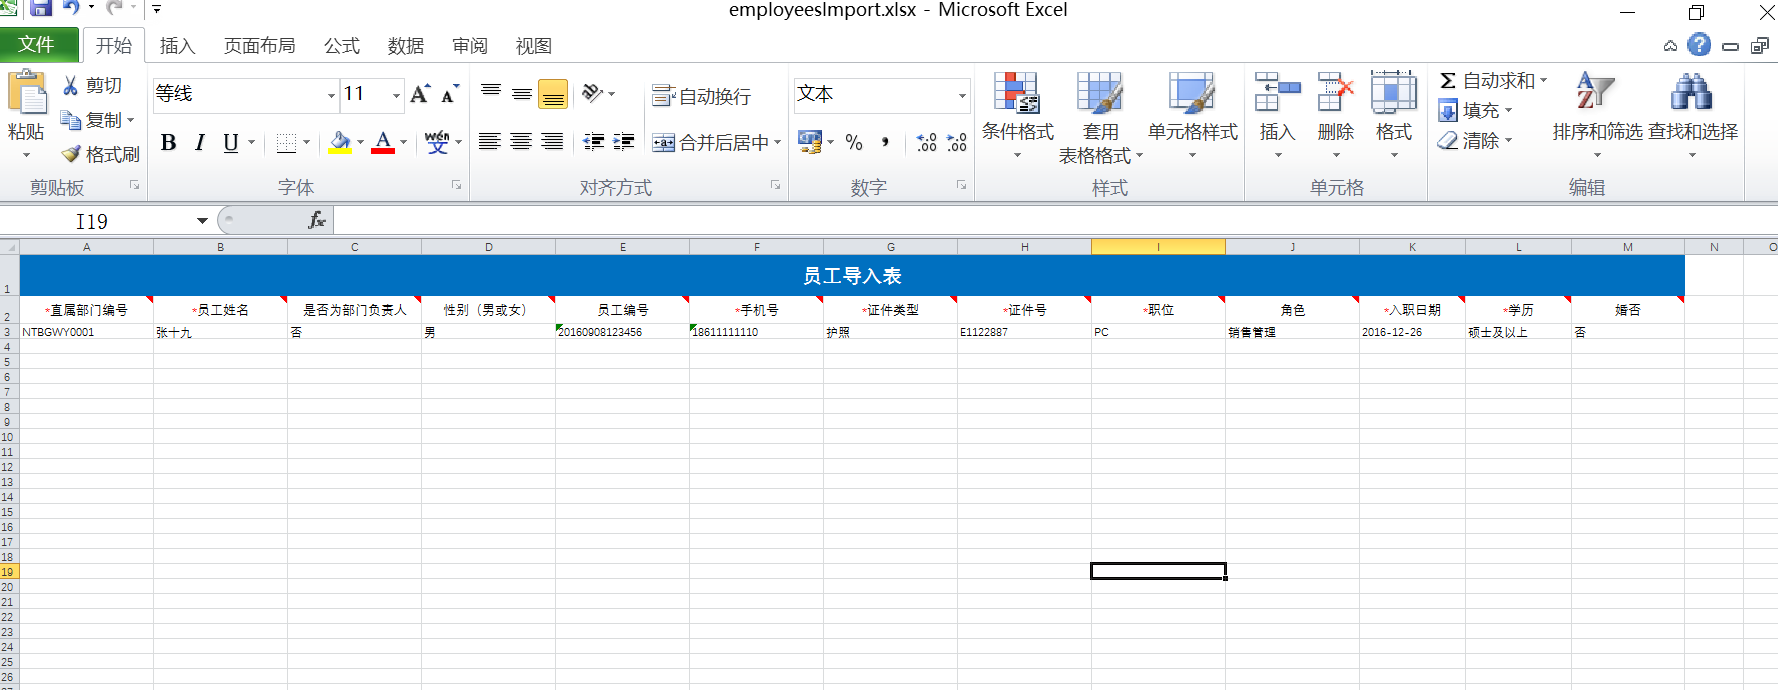 employeesImport.xlsx - Microsoft Excel
文件 开始 插入 页面布局 公式 数据 审阅 视图
粘贴 剪切 复制 格式刷 剪贴板
等线 11
B I U A wén 文
字体
自动换行
合并后居中
对齐方式
文本
% , .00 .00
数字
条件格式 套用表格格式 单元格样式
样式
插入 删除 格式
单元格
Σ 自动求和 填充 清除 排序和筛选 查找和选择
编辑
I19 fx
A B C D E F G H I J K L M N O
1 员工导入表
2 *直属部门编号 *员工姓名 是否为部门负责人 性别（男或女） 员工编号 *手机号 *证件类型 *证件号 *职位 角色 *入职日期 *学历 婚否
3 NTBGWY0001 张十九 否 男 20160908123456 18611111110 护照 E1122887 PC 销售管理 2016-12-26 硕士及以上 否
4
5
6
7
8
9
10
11
12
13
14
15
16
17
18
19
20
21
22
23
24
25
26